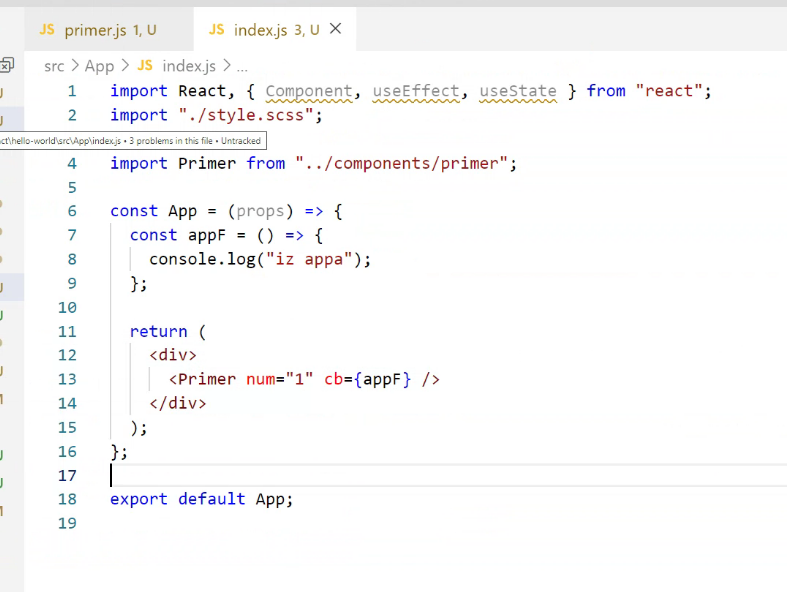 JS primer.js 1, U JS index.js 3, U
src > App > JS index.js > ...
1 import React, { Component, useEffect, useState } from "react";
2 import "./style.scss";
ct\hello-world\src\App\index.js • 3 problems in this file • Untracked
4 import Primer from "../components/primer";
5
6 const App = (props) => {
7 const appF = () => {
8 console.log("iz appa");
9 };
10
11 return (
12 <div>
13 <Primer num="1" cb={appF} />
14 </div>
15 );
16 };
17
18 export default App;
19